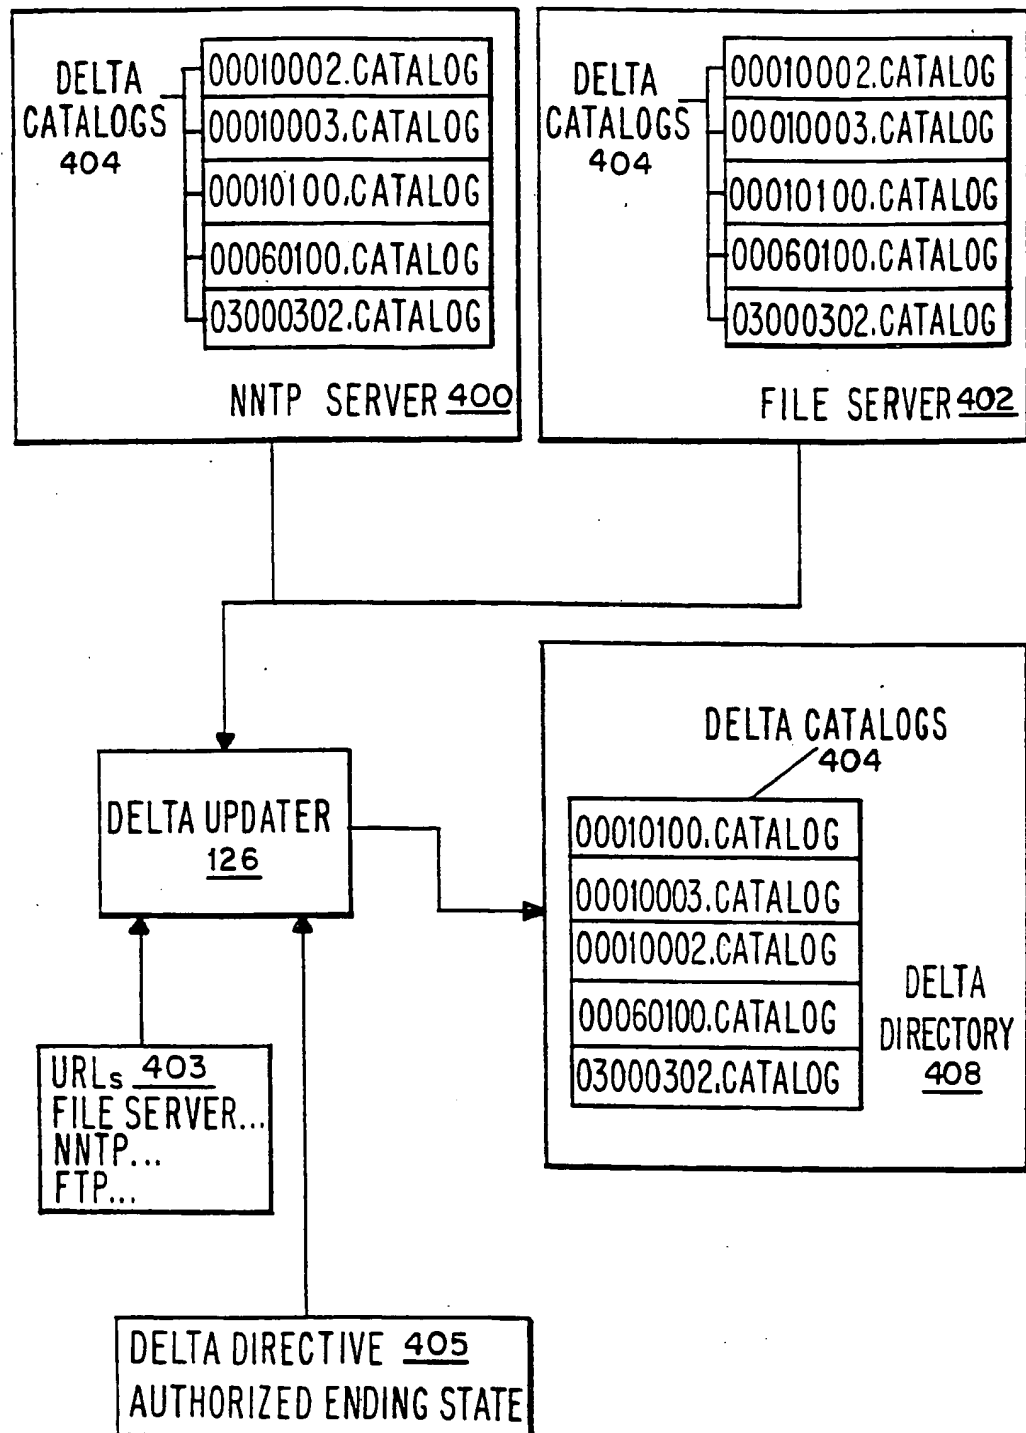 DELTA
CATALOGS
404
00010002.CATALOG
00010003.CATALOG
00010100.CATALOG
00060100.CATALOG
03000302.CATALOG
NNTP SERVER 400
DELTA
CATALOGS
404
00010002.CATALOG
00010003.CATALOG
00010100.CATALOG
00060100.CATALOG
03000302.CATALOG
FILE SERVER 402
DELTA UPDATER
126
DELTA CATALOGS
404
00010100.CATALOG
00010003.CATALOG
00010002.CATALOG
00060100.CATALOG
03000302.CATALOG
DELTA
DIRECTORY
408
URLs 403
FILE SERVER...
NNTP...
FTP...
DELTA DIRECTIVE 405
AUTHORIZED ENDING STATE